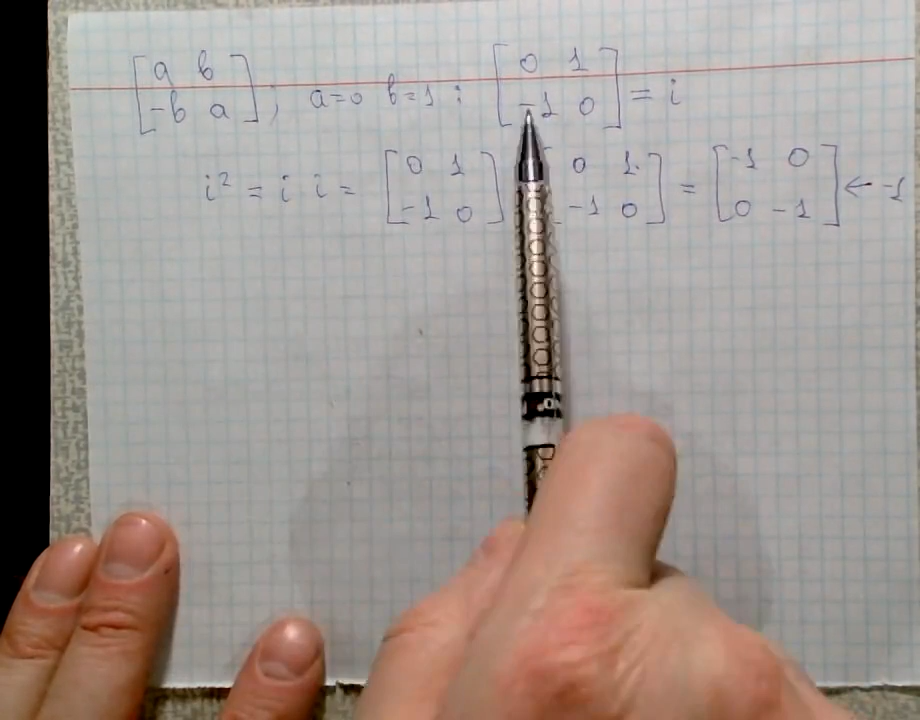 [a b; -b a]; a=0 b=1 : [0 1; -1 0] = i
i² = i i = [0 1; -1 0] [0 1; -1 0] = [-1 0; 0 -1] ← -1